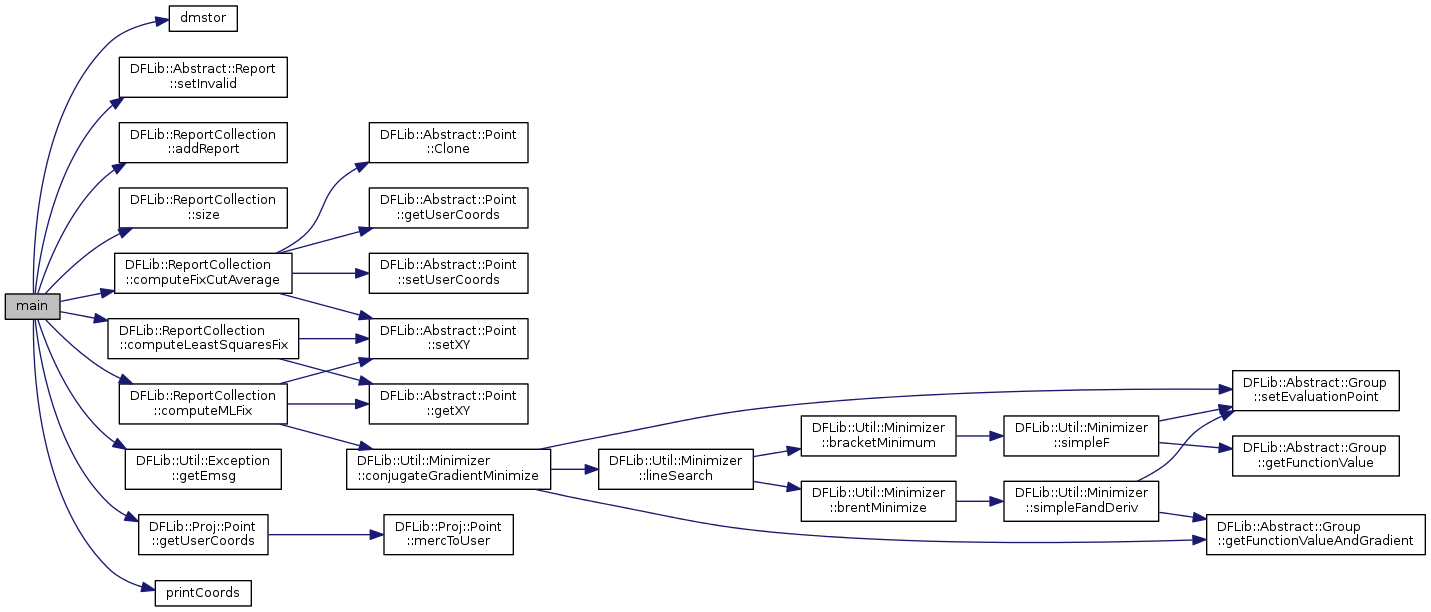 dmstor
DFLib::Abstract::Report
::setInvalid
DFLib::ReportCollection
::addReport
DFLib::ReportCollection
::size
DFLib::ReportCollection
::computeFixCutAverage
main
DFLib::ReportCollection
::computeLeastSquaresFix
DFLib::ReportCollection
::computeMLFix
DFLib::Util::Exception
::getEmsg
DFLib::Proj::Point
::getUserCoords
printCoords
DFLib::Abstract::Point
::Clone
DFLib::Abstract::Point
::getUserCoords
DFLib::Abstract::Point
::setUserCoords
DFLib::Abstract::Point
::setXY
DFLib::Abstract::Point
::getXY
DFLib::Util::Minimizer
::conjugateGradientMinimize
DFLib::Proj::Point
::mercToUser
DFLib::Util::Minimizer
::lineSearch
DFLib::Util::Minimizer
::bracketMinimum
DFLib::Util::Minimizer
::brentMinimize
DFLib::Util::Minimizer
::simpleF
DFLib::Util::Minimizer
::simpleFandDeriv
DFLib::Abstract::Group
::setEvaluationPoint
DFLib::Abstract::Group
::getFunctionValue
DFLib::Abstract::Group
::getFunctionValueAndGradient